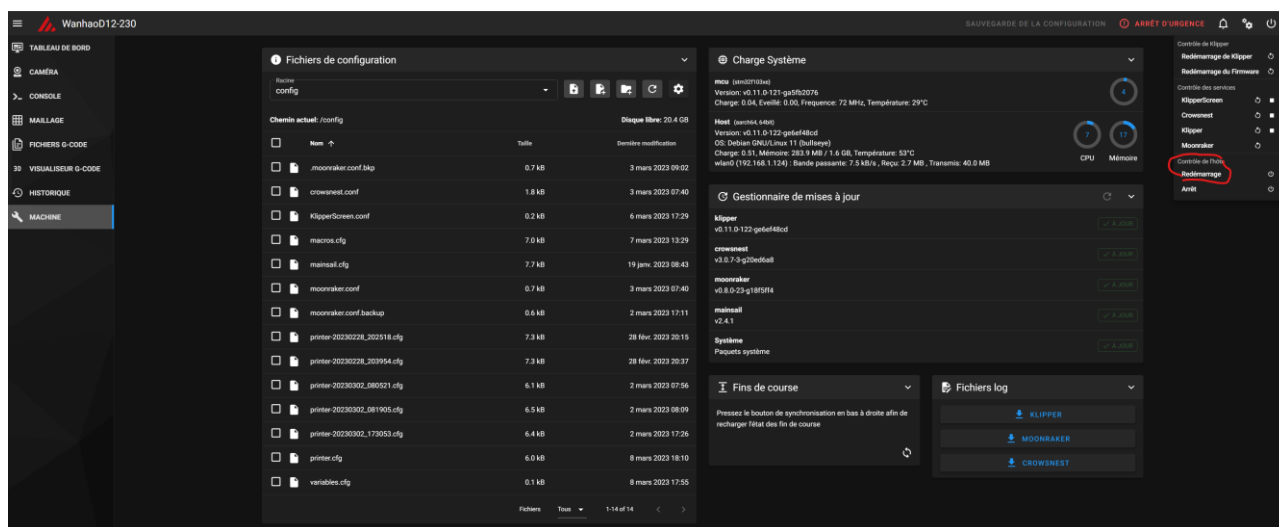 WanhaoD12-230
SAUVEGARDE DE LA CONFIGURATION
ARRÊT D'URGENCE
TABLEAU DE BORD
CAMÉRA
CONSOLE
MAILLAGE
FICHIERS G-CODE
3D VISUALISEUR G-CODE
HISTORIQUE
MACHINE
Fichiers de configuration
Racine
config
Chemin actuel: /config Disque libre: 20.4 GB
Nom Taille Dernière modification
.moonraker.conf.bkp 0.7 kB 3 mars 2023 09:02
crowsnest.conf 1.8 kB 3 mars 2023 07:40
KlipperScreen.conf 0.2 kB 6 mars 2023 17:29
macros.cfg 7.0 kB 7 mars 2023 13:29
mainsail.cfg 7.7 kB 19 janv. 2023 08:43
moonraker.conf 0.7 kB 3 mars 2023 07:40
moonraker.conf.backup 0.6 kB 2 mars 2023 17:11
printer-20230228_202518.cfg 7.3 kB 28 févr. 2023 20:15
printer-20230228_203954.cfg 7.3 kB 28 févr. 2023 20:37
printer-20230302_080521.cfg 6.1 kB 2 mars 2023 07:56
printer-20230302_081905.cfg 6.5 kB 2 mars 2023 08:09
printer-20230302_173053.cfg 6.4 kB 2 mars 2023 17:26
printer.cfg 6.0 kB 8 mars 2023 18:10
variables.cfg 0.1 kB 8 mars 2023 17:55
Fichiers Tous 1-14 of 14
Charge Système
mcu (stm32f103xe)
Version: v0.11.0-121-ga5fb2076
Charge: 0.04, Eveillé: 0.00, Frequence: 72 MHz, Température: 29°C
4
Host (aarch64, 64bit)
Version: v0.11.0-122-ge6ef48cd
OS: Debian GNU/Linux 11 (bullseye)
Charge: 0.51, Mémoire: 283.9 MB / 1.6 GB, Température: 53°C
wlan0 (192.168.1.124) : Bande passante: 7.5 kB/s , Reçu: 2.7 MB , Transmis: 40.0 MB
7 17
CPU Mémoire
Gestionnaire de mises à jour
klipper
v0.11.0-122-ge6ef48cd
À JOUR
crowsnest
v3.0.7-3-g20ed6a8
À JOUR
moonraker
v0.8.0-23-g18f5ff4
À JOUR
mainsail
v2.4.1
À JOUR
Système
Paquets système
À JOUR
Fins de course
Pressez le bouton de synchronisation en bas à droite afin de
recharger l'état des fin de course
Fichiers log
KLIPPER
MOONRAKER
CROWSNEST
Contrôle de Klipper
Redémarrage de Klipper
Redémarrage du Firmware
Contrôle des services
KlipperScreen
Crowsnest
Klipper
Moonraker
Contrôle de l'hôte
Redémarrage
Arrêt